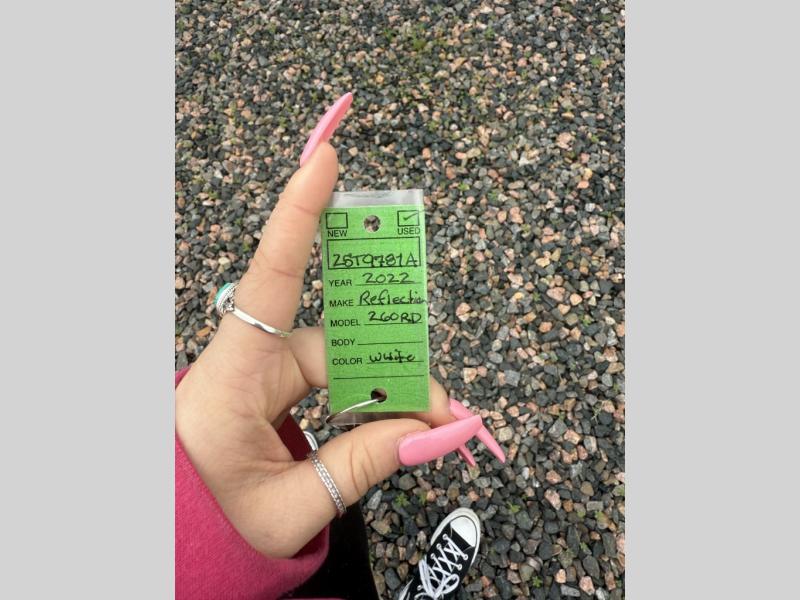 NEW USED
25T9781A
YEAR 2022
MAKE Reflection
MODEL 260RD
BODY
COLOR White